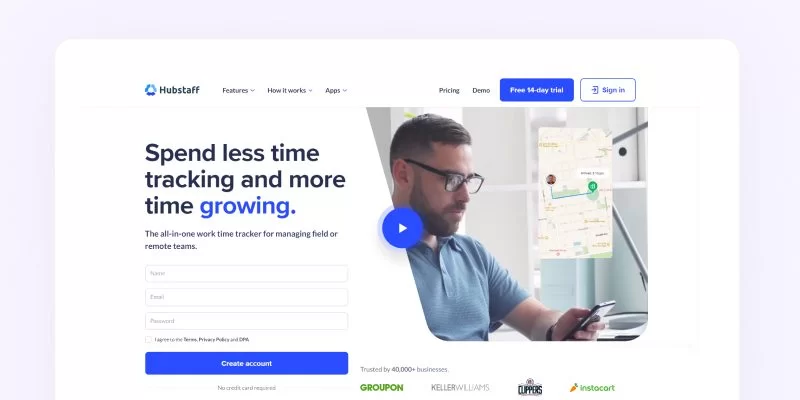 Hubstaff
Features
How it works
Apps
Pricing
Demo
Free 14-day trial
Sign in
Spend less time
tracking and more
time growing.
The all-in-one work time tracker for managing field or
remote teams.
Name
Email
Password
I agree to the Terms, Privacy Policy and DPA
Create account
No credit card required
Trusted by 40,000+ businesses.
GROUPON
KELLERWILLIAMS
CLIPPERS
instacart